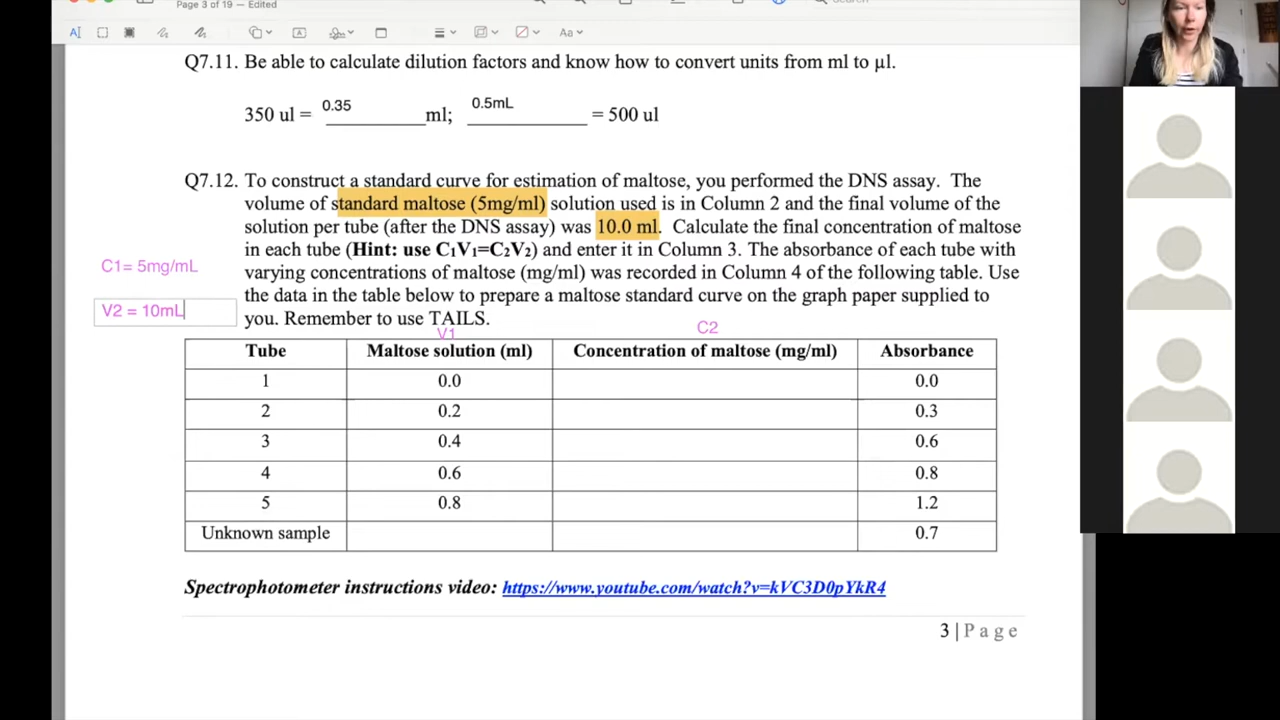 Page 3 of 19 — Edited
Q7.11. Be able to calculate dilution factors and know how to convert units from ml to µl.
350 ul = 0.35 ml; 0.5mL = 500 ul
Q7.12. To construct a standard curve for estimation of maltose, you performed the DNS assay. The
volume of standard maltose (5mg/ml) solution used is in Column 2 and the final volume of the
solution per tube (after the DNS assay) was 10.0 ml. Calculate the final concentration of maltose
in each tube (Hint: use C₁V₁=C₂V₂) and enter it in Column 3. The absorbance of each tube with
C1= 5mg/mL
varying concentrations of maltose (mg/ml) was recorded in Column 4 of the following table. Use
the data in the table below to prepare a maltose standard curve on the graph paper supplied to
V2 = 10mL
you. Remember to use TAILS.
V1 C2
Tube Maltose solution (ml) Concentration of maltose (mg/ml) Absorbance
1 0.0 0.0
2 0.2 0.3
3 0.4 0.6
4 0.6 0.8
5 0.8 1.2
Unknown sample 0.7
Spectrophotometer instructions video: https://www.youtube.com/watch?v=kVC3D0pYkR4
3 | Page